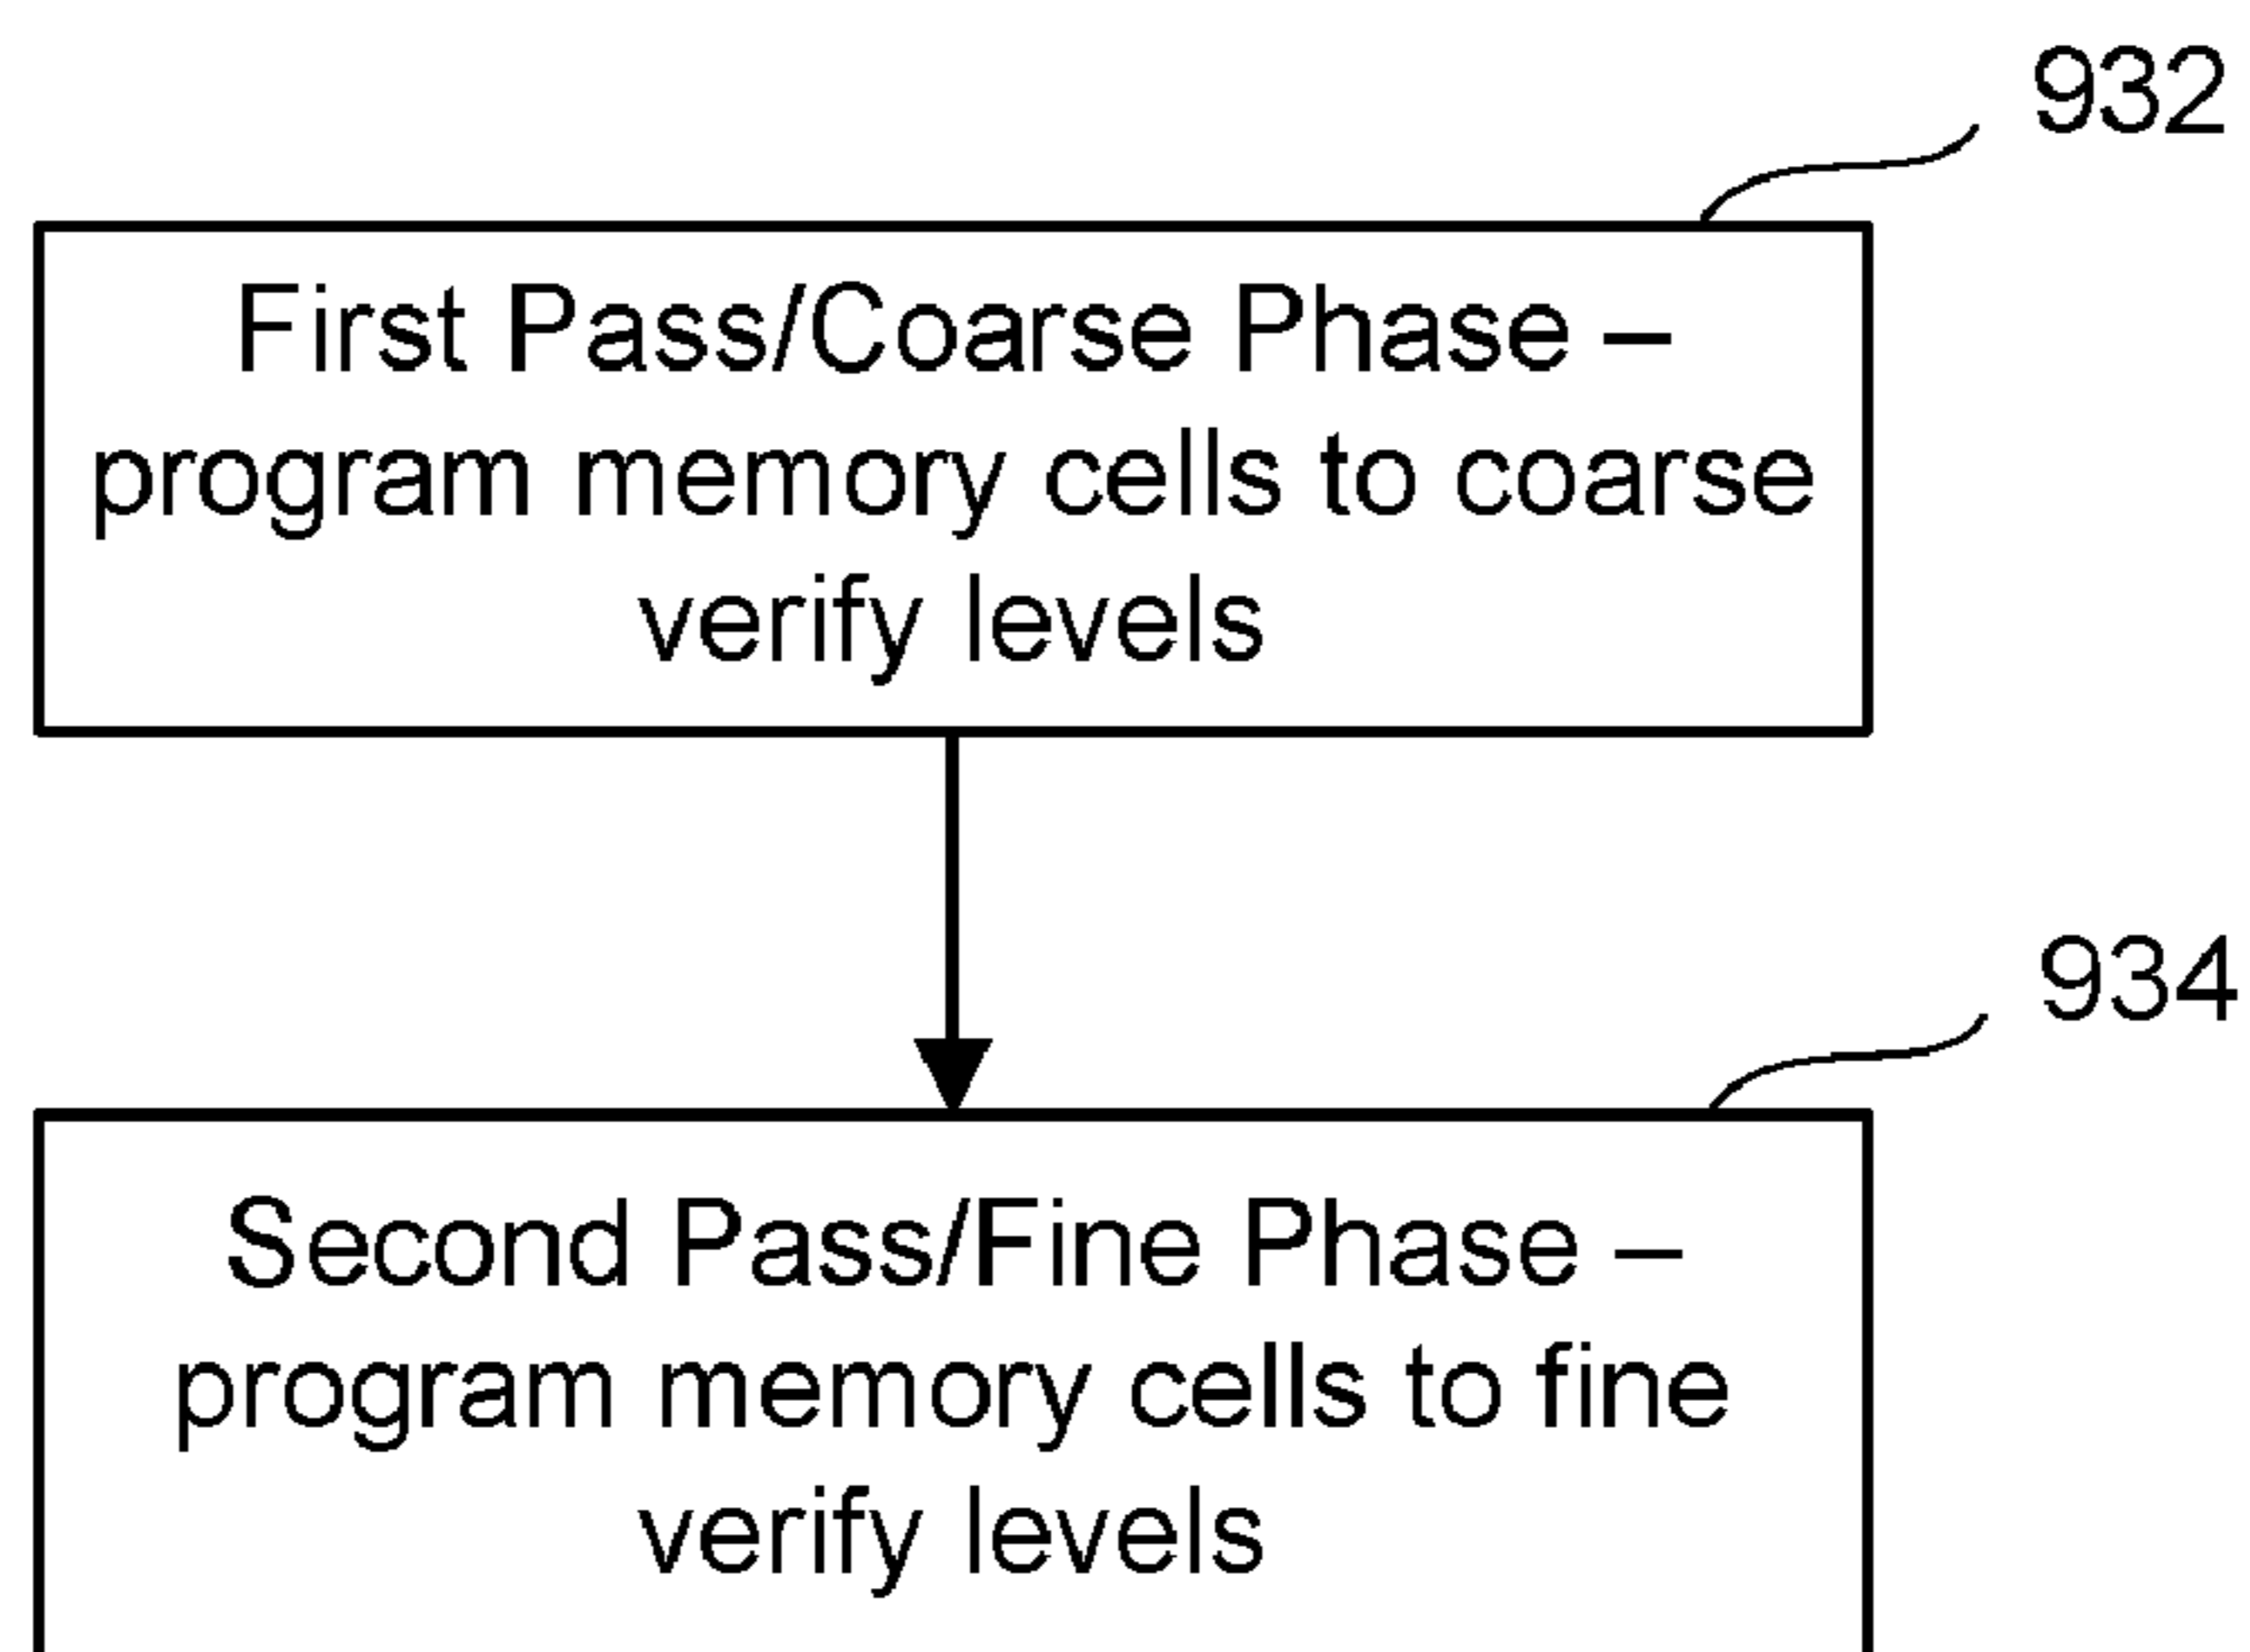 932
First Pass/Coarse Phase –
program memory cells to coarse
verify levels
934
Second Pass/Fine Phase –
program memory cells to fine
verify levels